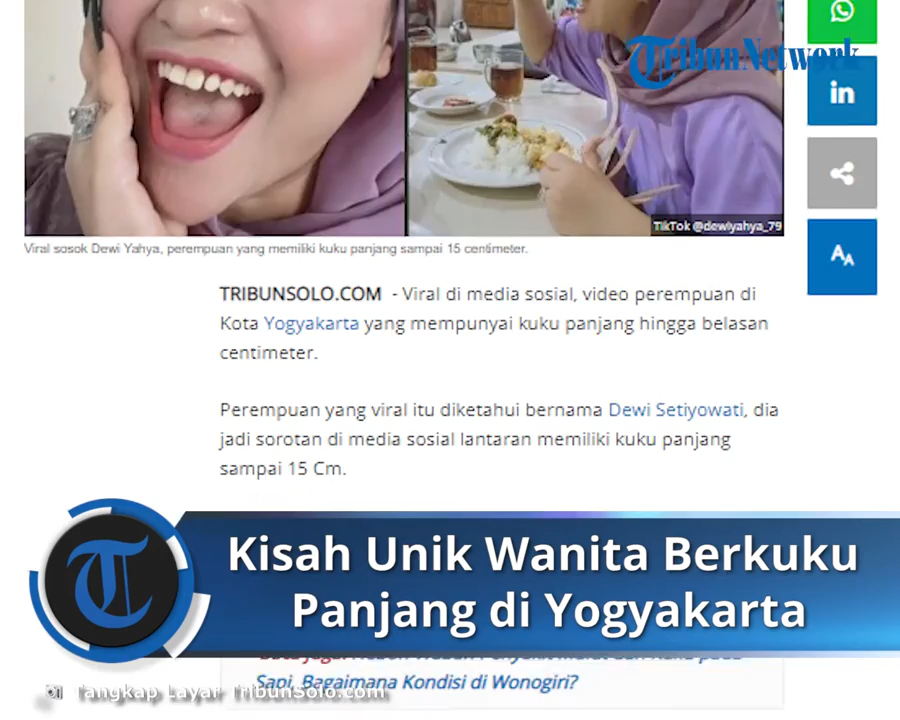 Tribun Network
TikTok @dewiyahya_79
Viral sosok Dewi Yahya, perempuan yang memiliki kuku panjang sampai 15 centimeter.
TRIBUNSOLO.COM - Viral di media sosial, video perempuan di
Kota Yogyakarta yang mempunyai kuku panjang hingga belasan
centimeter.
Perempuan yang viral itu diketahui bernama Dewi Setiyowati, dia
jadi sorotan di media sosial lantaran memiliki kuku panjang
sampai 15 Cm.
Kisah Unik Wanita Berkuku
Panjang di Yogyakarta
Sapi, Bagaimana Kondisi di Wonogiri?
Tangkap Layar TribunSolo.com